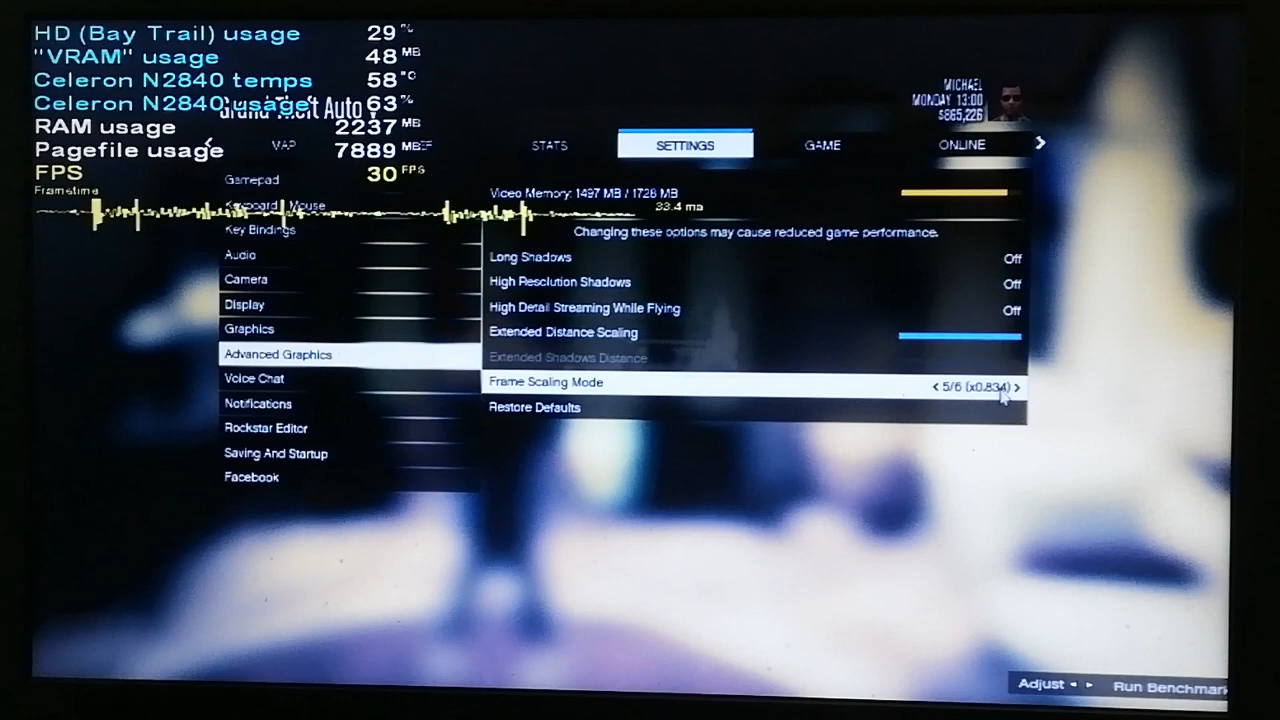 HD (Bay Trail) usage 29 %
"VRAM" usage 48 MB
Celeron N2840 temps 58 °C
Celeron N2840 usage 63 %
Grand Theft Auto V
RAM usage 2237 MB
Pagefile usage 7889 MB
FPS 30 FPS
Frametime
33.4 ms
MICHAEL
MONDAY 13:00
$865,226
MAP STATS SETTINGS GAME ONLINE
Gamepad
Keyboard / Mouse
Key Bindings
Audio
Camera
Display
Graphics
Advanced Graphics
Voice Chat
Notifications
Rockstar Editor
Saving And Startup
Facebook
Video Memory: 1497 MB / 1728 MB
Changing these options may cause reduced game performance.
Long Shadows Off
High Resolution Shadows Off
High Detail Streaming While Flying Off
Extended Distance Scaling
Extended Shadows Distance
Frame Scaling Mode < 5/6 (x0.834) >
Restore Defaults
Adjust Run Benchmark